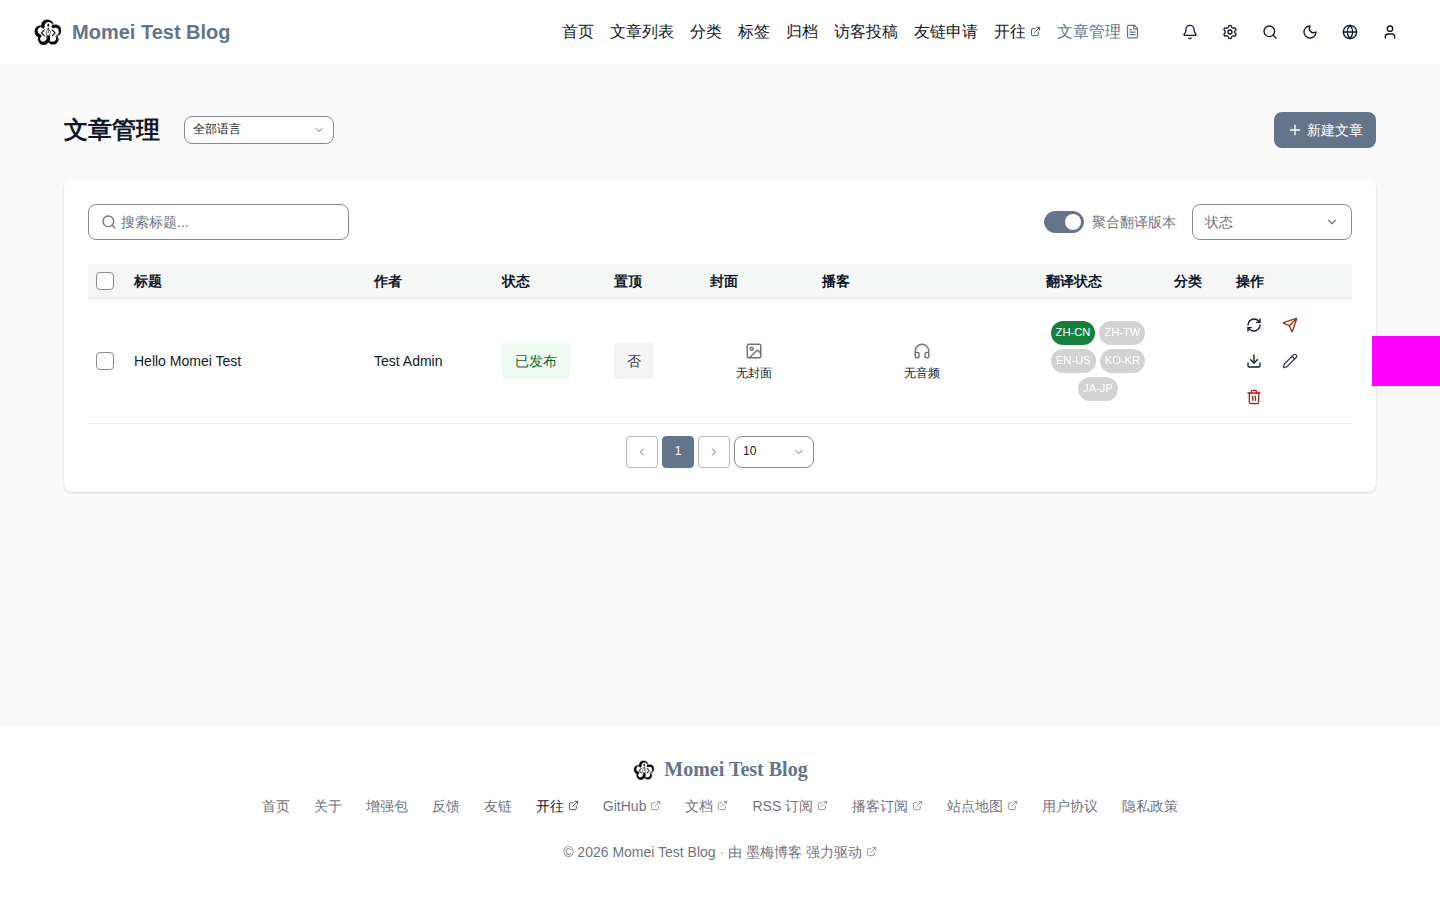 Momei Test Blog 首页 文章列表 分类 标签 归档 访客投稿 友链申请 开往 文章管理
文章管理 全部语言 新建文章
搜索标题... 聚合翻译版本 状态
标题 作者 状态 置顶 封面 播客 翻译状态 分类 操作
Hello Momei Test Test Admin 已发布 否 无封面 无音频 ZH-CN ZH-TW
EN-US KO-KR
JA-JP
1 10
Momei Test Blog
首页 关于 增强包 反馈 友链 开往 GitHub 文档 RSS 订阅 播客订阅 站点地图 用户协议 隐私政策
© 2026 Momei Test Blog · 由 墨梅博客 强力驱动